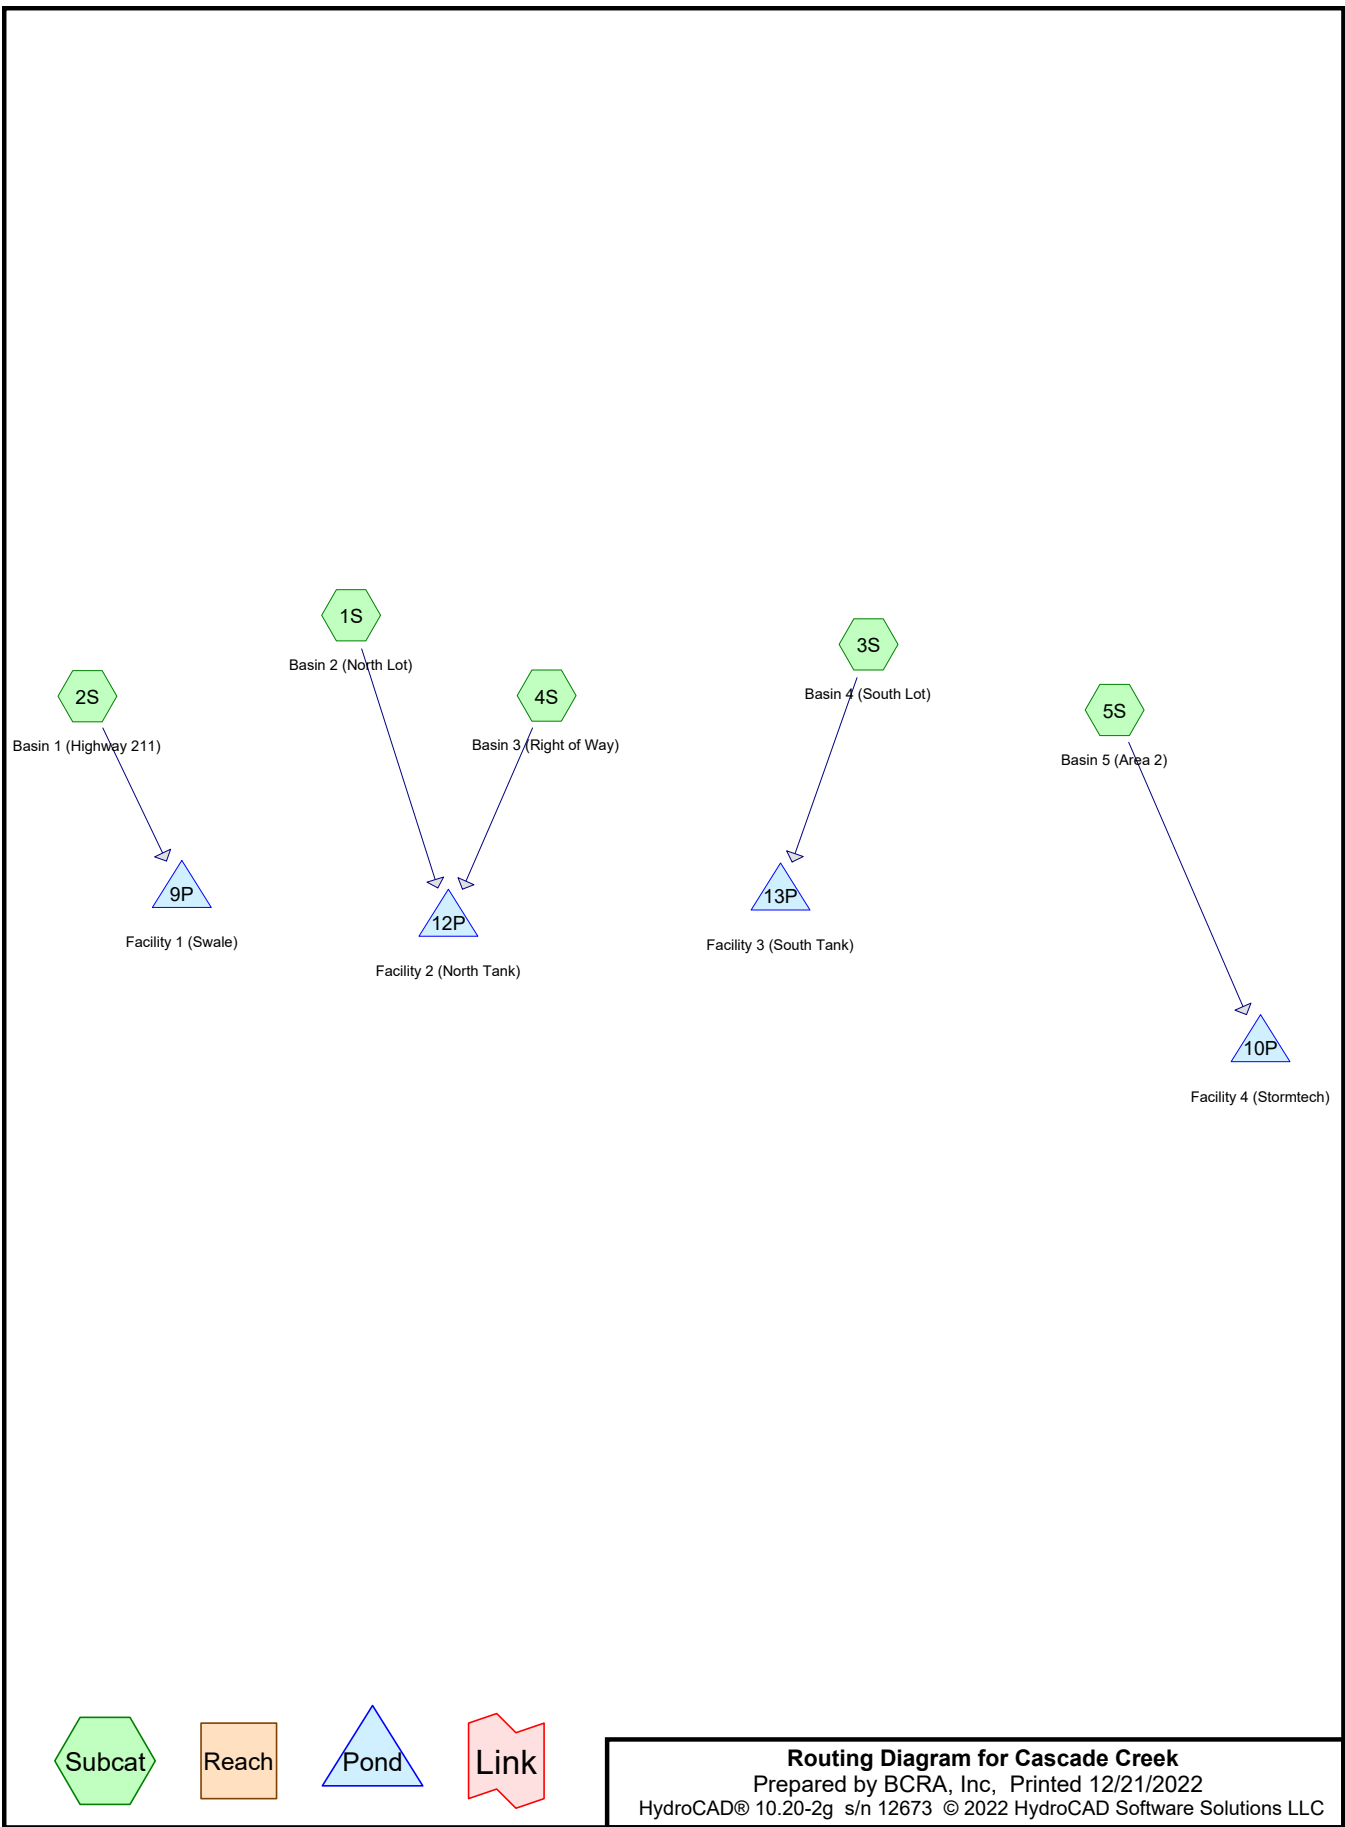 1S
Basin 2 (North Lot)
3S
Basin 4 (South Lot)
2S
Basin 1 (Highway 211)
4S
Basin 3 (Right of Way)
5S
Basin 5 (Area 2)
9P
Facility 1 (Swale)
12P
Facility 2 (North Tank)
13P
Facility 3 (South Tank)
10P
Facility 4 (Stormtech)
Subcat
Reach
Pond
Link
Routing Diagram for Cascade Creek
Prepared by BCRA, Inc, Printed 12/21/2022
HydroCAD® 10.20-2g s/n 12673 © 2022 HydroCAD Software Solutions LLC